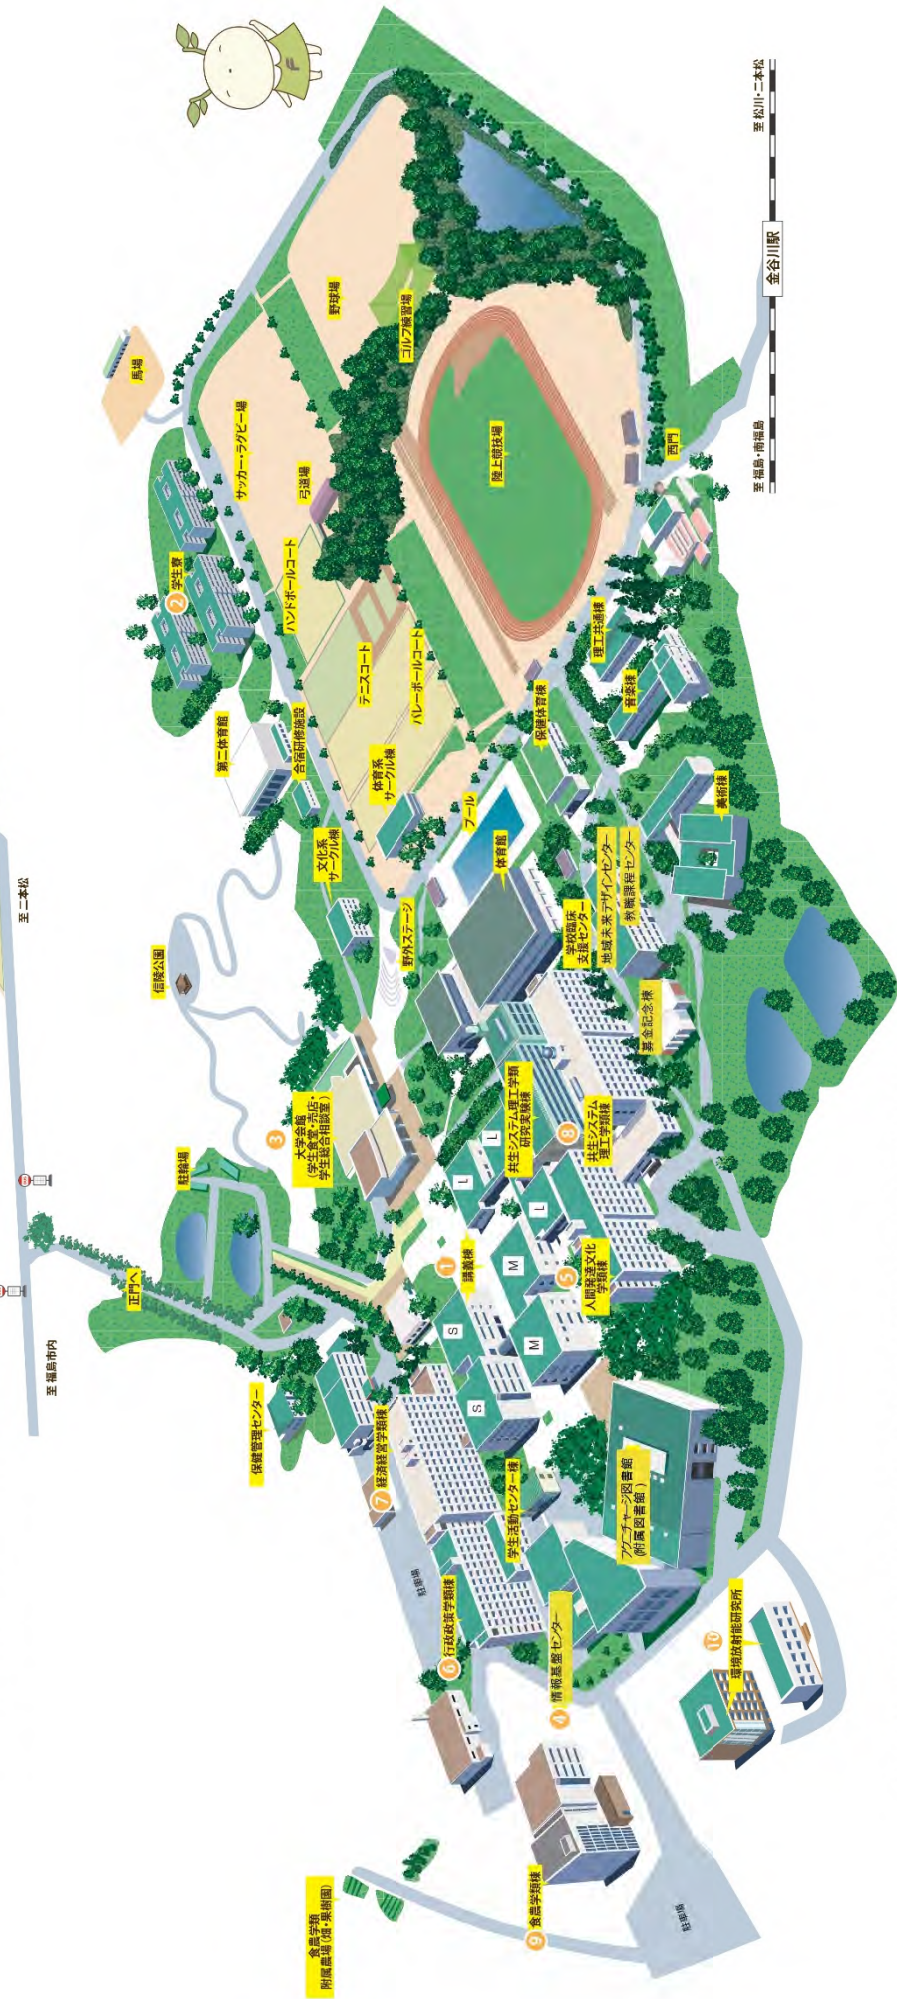 至 福島市内
至 二本松
正門へ
駐輪場
信陵公園
馬場
保健管理センター
③
大学会館
(学生食堂・売店・
学生総合相談室)
文化系
サークル棟
第二体育館
合宿研修施設
② 学生寮
サッカー・ラグビー場
ハンドボールコート
弓道場
野球場
ゴルフ練習場
テニスコート
バレーボールコート
体育系
サークル棟
野外ステージ
プール
体育館
保健体育棟
陸上競技場
食農学類
附属農場(畑・果樹園)
駐車場
⑦ 経済経営学類棟
⑥ 行政政策学類棟
学生活動センター棟
①
講義棟
S
S
M
M
L
L
L
共生システム理工学類
研究実験棟
⑧
共生システム
理工学類棟
⑤
人間発達文化
学類棟
④ 情報基盤センター
⑨ 食農学類棟
駐車場
⑩
環境放射能研究所
附属図書館
学校臨床
支援センター
地域未来デザインセンター
教職課程センター
募金記念棟
美術棟
音楽棟
理工共通棟
西門
至 福島・南福島
金谷川駅
至 松川・二本松
F